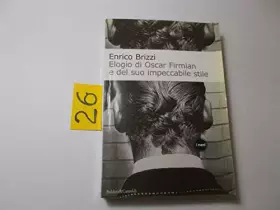 Enrico Brizzi
Elogio di Oscar Firmian
e del suo impeccabile stile
26